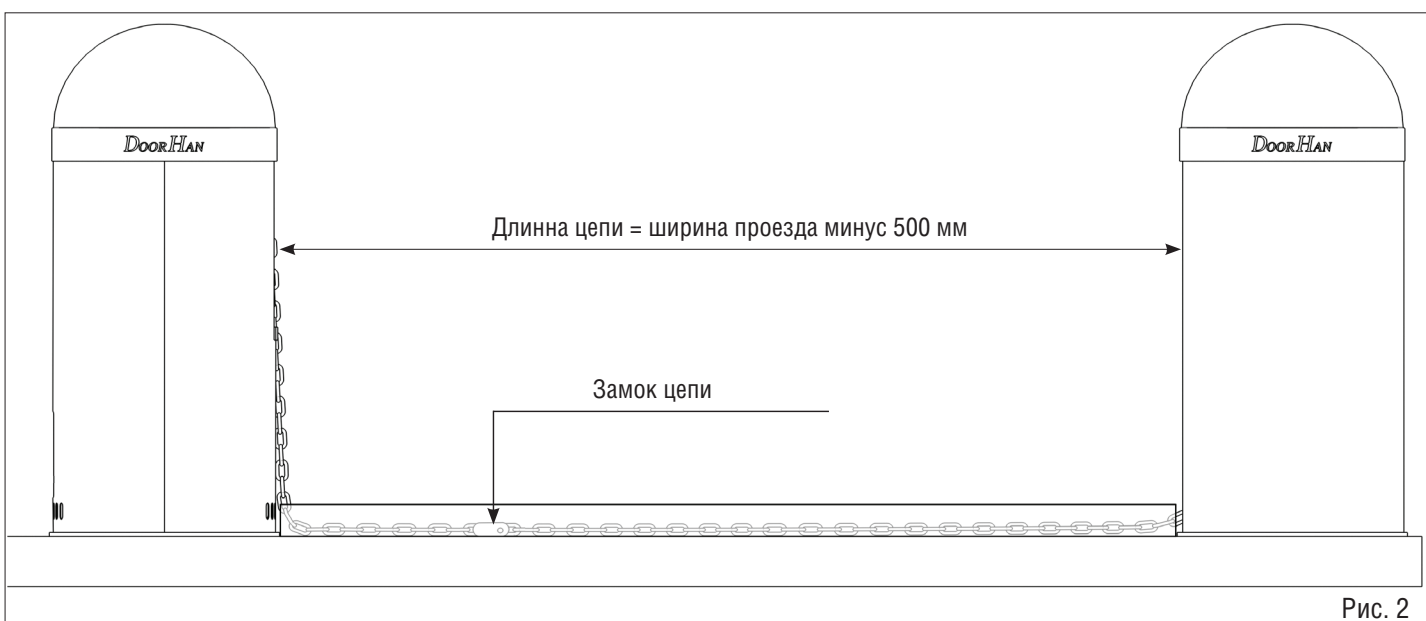 DoorHan
DoorHan
Длинна цепи = ширина проезда минус 500 мм
Замок цепи
Рис. 2